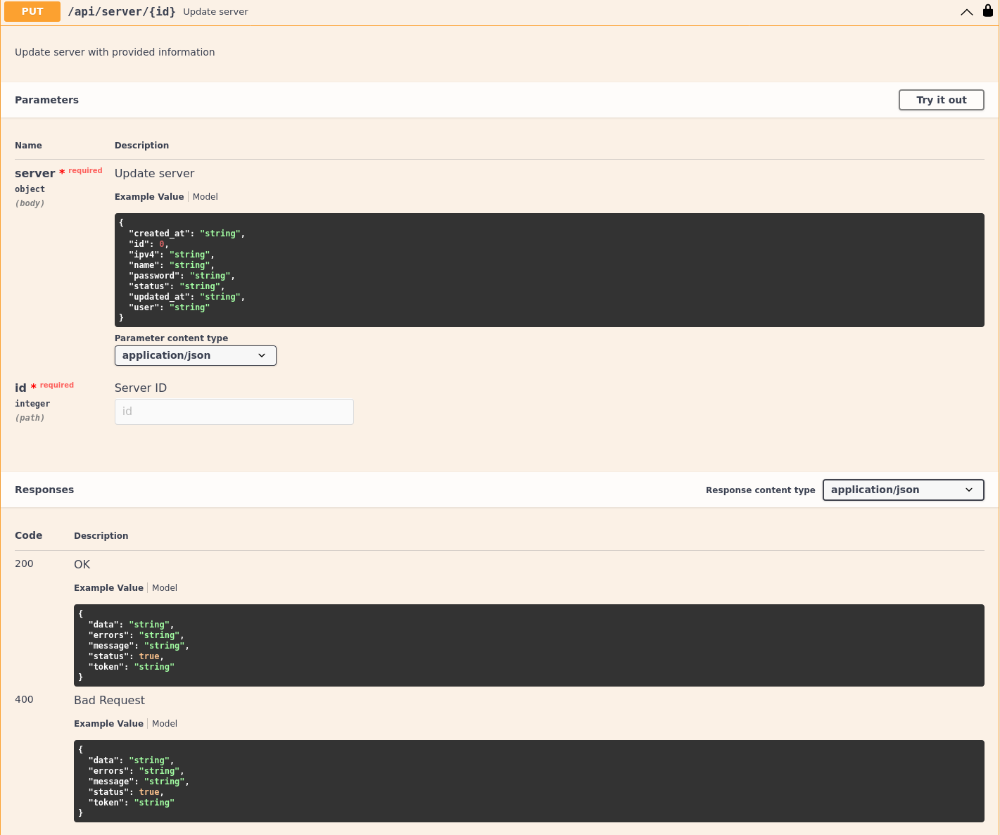 PUT /api/server/{id} Update server
Update server with provided information
Parameters Try it out
Name Description
server * required Update server
object
(body)
Example Value Model
{
  "created_at": "string",
  "id": 0,
  "ipv4": "string",
  "name": "string",
  "password": "string",
  "status": "string",
  "updated_at": "string",
  "user": "string"
}
Parameter content type
application/json
id * required Server ID
integer
(path)
id
Responses Response content type application/json
Code Description
200 OK
Example Value Model
{
  "data": "string",
  "errors": "string",
  "message": "string",
  "status": true,
  "token": "string"
}
400 Bad Request
Example Value Model
{
  "data": "string",
  "errors": "string",
  "message": "string",
  "status": true,
  "token": "string"
}